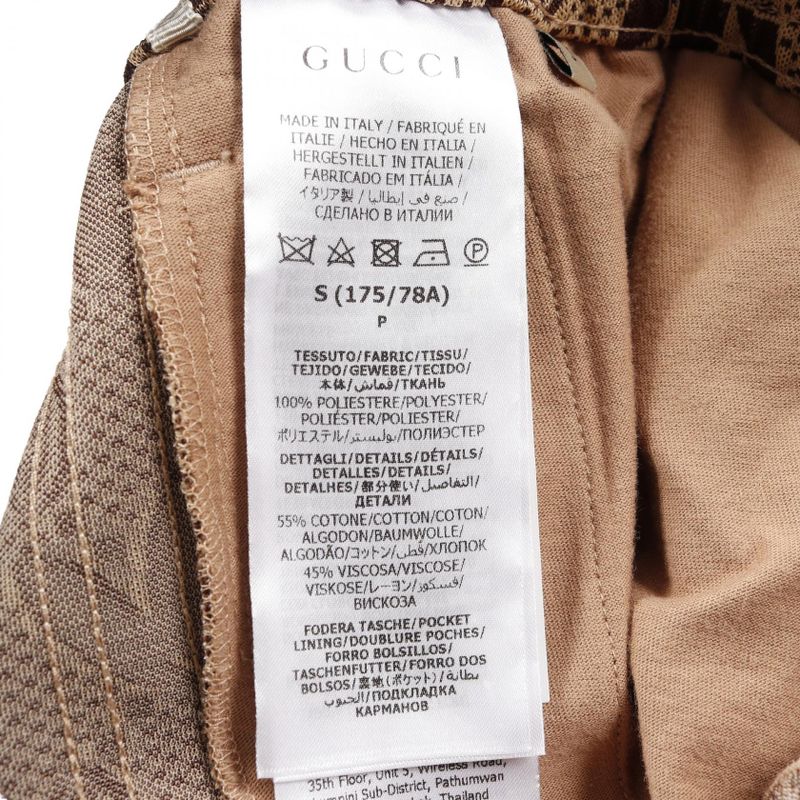 GUCCI
MADE IN ITALY / FABRIQUÉ EN
ITALIE / HECHO EN ITALIA /
HERGESTELLT IN ITALIEN /
FABRICADO EM ITÁLIA /
イタリア製 / صنع في إيطاليا /
СДЕЛАНО В ИТАЛИИ
P
S (175/78A)
P
TESSUTO/FABRIC/TISSU/
TEJIDO/GEWEBE/TECIDO/
本体/قماش/ТКАНЬ
100% POLIESTERE/POLYESTER/
POLIÉSTER/POLIESTER/
ポリエステル/بوليستر/ПОЛИЭСТЕР
DETTAGLI/DETAILS/DÉTAILS/
DETALLES/DETAILS/
DETALHES/部分使い/التفاصيل/
ДЕТАЛИ
55% COTONE/COTTON/COTON/
ALGODON/BAUMWOLLE/
ALGODÃO/コットン/قطن/ХЛОПОК
45% VISCOSA/VISCOSE/
VISKOSE/レーヨン/فسكوز/
ВИСКОЗА
FODERA TASCHE/POCKET
LINING/DOUBLURE POCHES/
FORRO BOLSILLOS/
TASCHENFUTTER/FORRO DOS
BOLSOS/裏地(ポケット)/بطانة
الجيوب/ПОДКЛАДКА
КАРМАНОВ
35th Floor, Unit 5, Wireless Road,
Sub-District, Pathumwan
Thailand